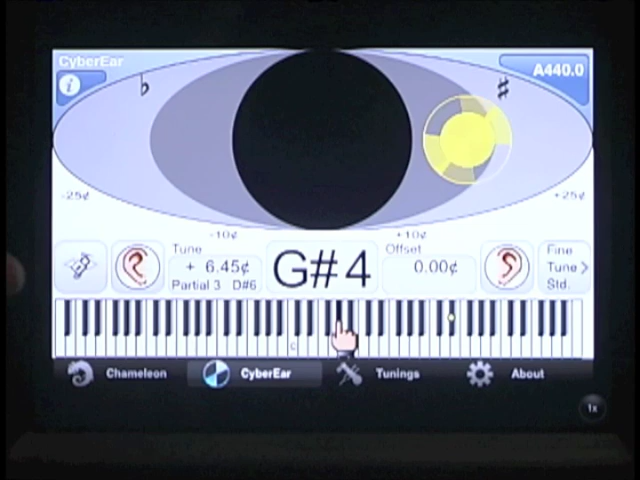 CyberEar
A440.0
i
♭
♯
-25¢
+25¢
-10¢
+10¢
Tune
+ 6.45¢
Partial 3 D#6
G#4
Offset
0.00¢
Fine
Tune >
Std.
C
Chameleon
CyberEar
Tunings
About
1x